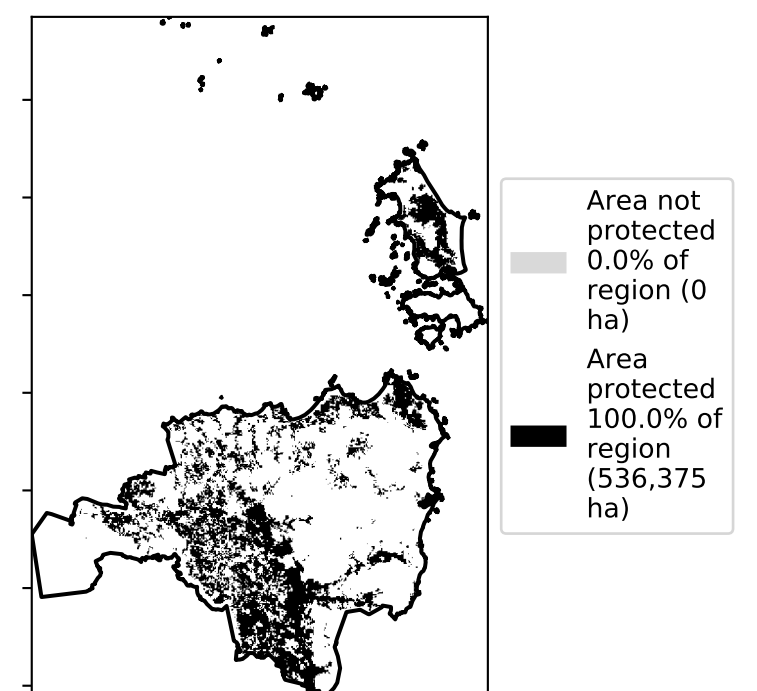 Area not
protected
0.0% of
region (0
ha)
Area
protected
100.0% of
region
(536,375
ha)